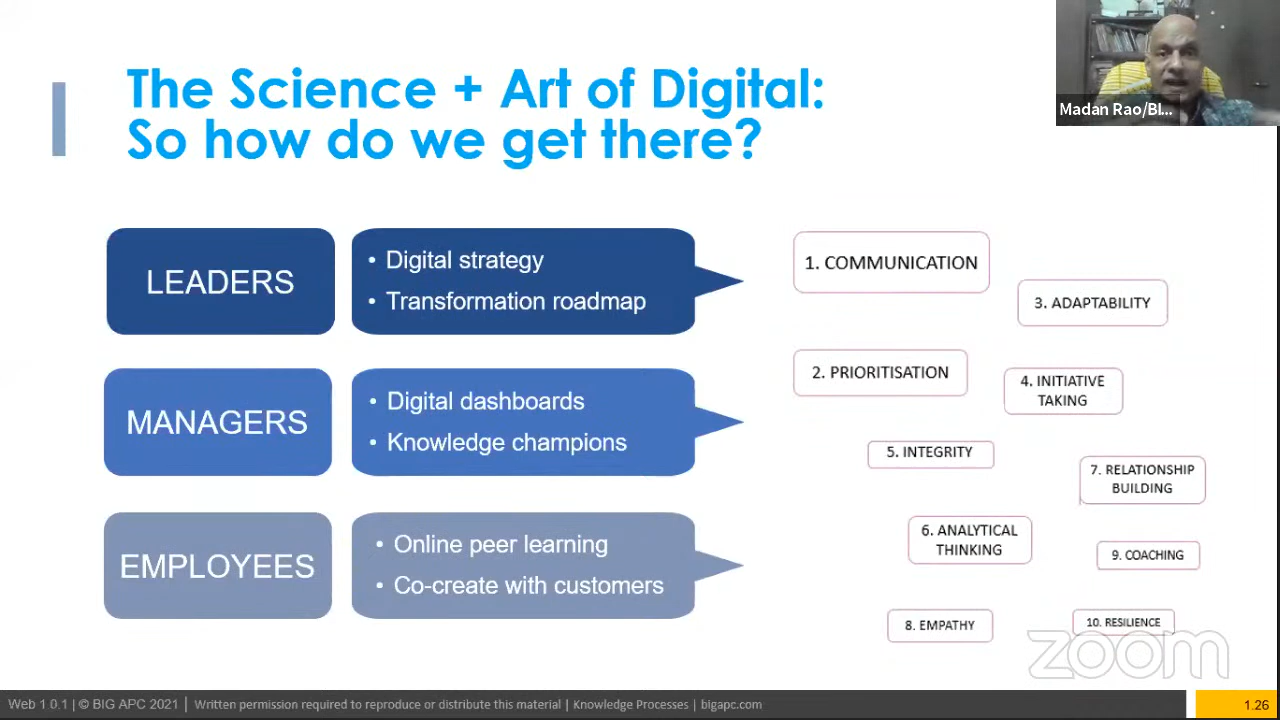 The Science + Art of Digital:
So how do we get there?
Madan Rao/BI...
LEADERS
• Digital strategy
• Transformation roadmap
MANAGERS
• Digital dashboards
• Knowledge champions
EMPLOYEES
• Online peer learning
• Co-create with customers
1. COMMUNICATION
3. ADAPTABILITY
2. PRIORITISATION
4. INITIATIVE
TAKING
5. INTEGRITY
7. RELATIONSHIP
BUILDING
6. ANALYTICAL
THINKING
9. COACHING
8. EMPATHY
10. RESILIENCE
zoom
Web 1 0.1 | © BIG APC 2021 | Written permission required to reproduce or distribute this material | Knowledge Processes | bigapc.com
1.26